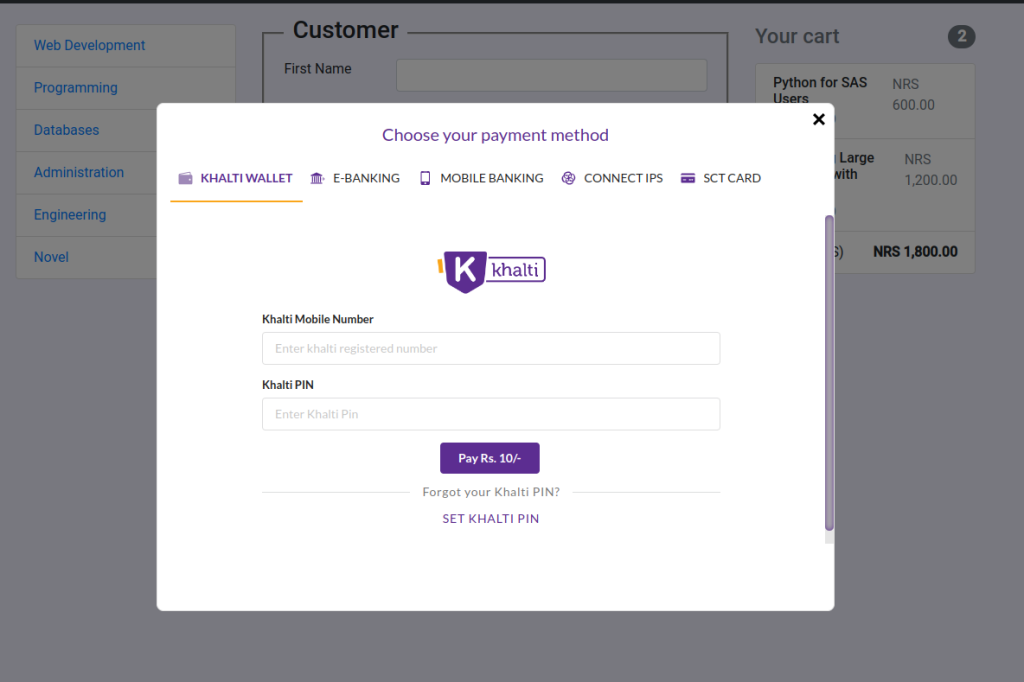 Customer
Your cart
2
Web Development
Programming
Databases
Administration
Engineering
Novel
First Name
Python for SAS
Users
NRS
600.00
Large
with
NRS
1,200.00
S)
NRS 1,800.00
Choose your payment method
KHALTI WALLET
E-BANKING
MOBILE BANKING
CONNECT IPS
SCT CARD
K khalti
Khalti Mobile Number
Enter khalti registered number
Khalti PIN
Enter Khalti Pin
Pay Rs. 10/-
Forgot your Khalti PIN?
SET KHALTI PIN